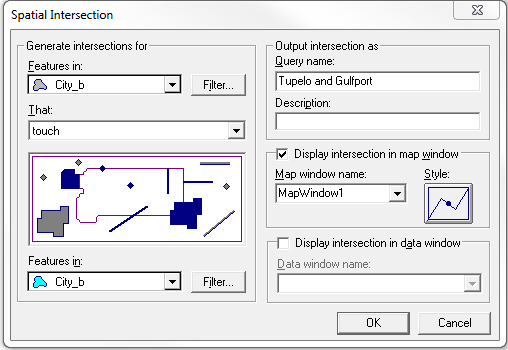 Spatial Intersection
Generate intersections for
Features in:
City_b
Filter...
That:
touch
Features in:
City_b
Filter...
Output intersection as
Query name:
Tupelo and Gulfport
Description:
Display intersection in map window
Map window name:
MapWindow1
Style:
Display intersection in data window
Data window name:
OK
Cancel